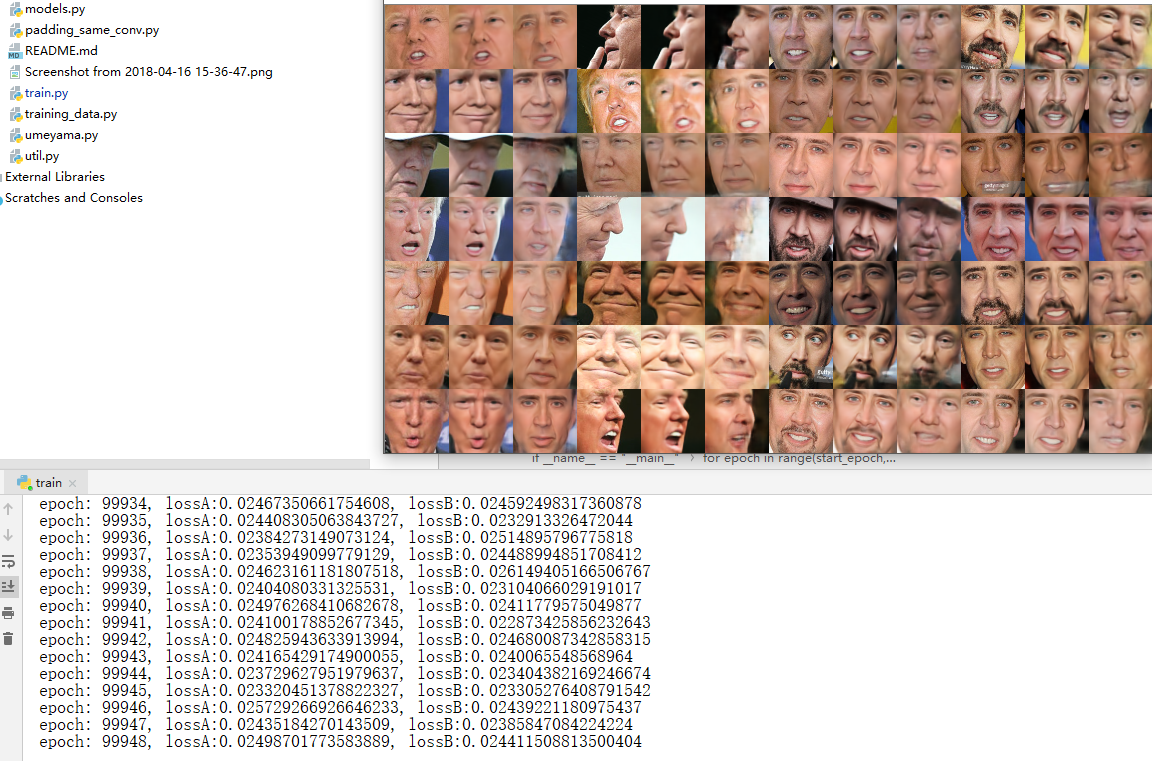 models.py
padding_same_conv.py
README.md
Screenshot from 2018-04-16 15-36-47.png
train.py
training_data.py
umeyama.py
util.py
External Libraries
Scratches and Consoles
if __name__ == "__main__" › for epoch in range(start_epoch,...
train ×
epoch: 99934, lossA:0.02467350661754608, lossB:0.024592498317360878
epoch: 99935, lossA:0.024408305063843727, lossB:0.0232913326472044
epoch: 99936, lossA:0.02384273149073124, lossB:0.02514895796775818
epoch: 99937, lossA:0.02353949099779129, lossB:0.024488994851708412
epoch: 99938, lossA:0.024623161181807518, lossB:0.026149405166506767
epoch: 99939, lossA:0.02404080331325531, lossB:0.023104066029191017
epoch: 99940, lossA:0.024976268410682678, lossB:0.02411779575049877
epoch: 99941, lossA:0.024100178852677345, lossB:0.022873425856232643
epoch: 99942, lossA:0.024825943633913994, lossB:0.024680087342858315
epoch: 99943, lossA:0.024165429174900055, lossB:0.0240065548568964
epoch: 99944, lossA:0.023729627951979637, lossB:0.023404382169246674
epoch: 99945, lossA:0.023320451378822327, lossB:0.023305276408791542
epoch: 99946, lossA:0.025729266926646233, lossB:0.02439221180975437
epoch: 99947, lossA:0.02435184270143509, lossB:0.02385847084224224
epoch: 99948, lossA:0.02498701773583889, lossB:0.024411508813500404